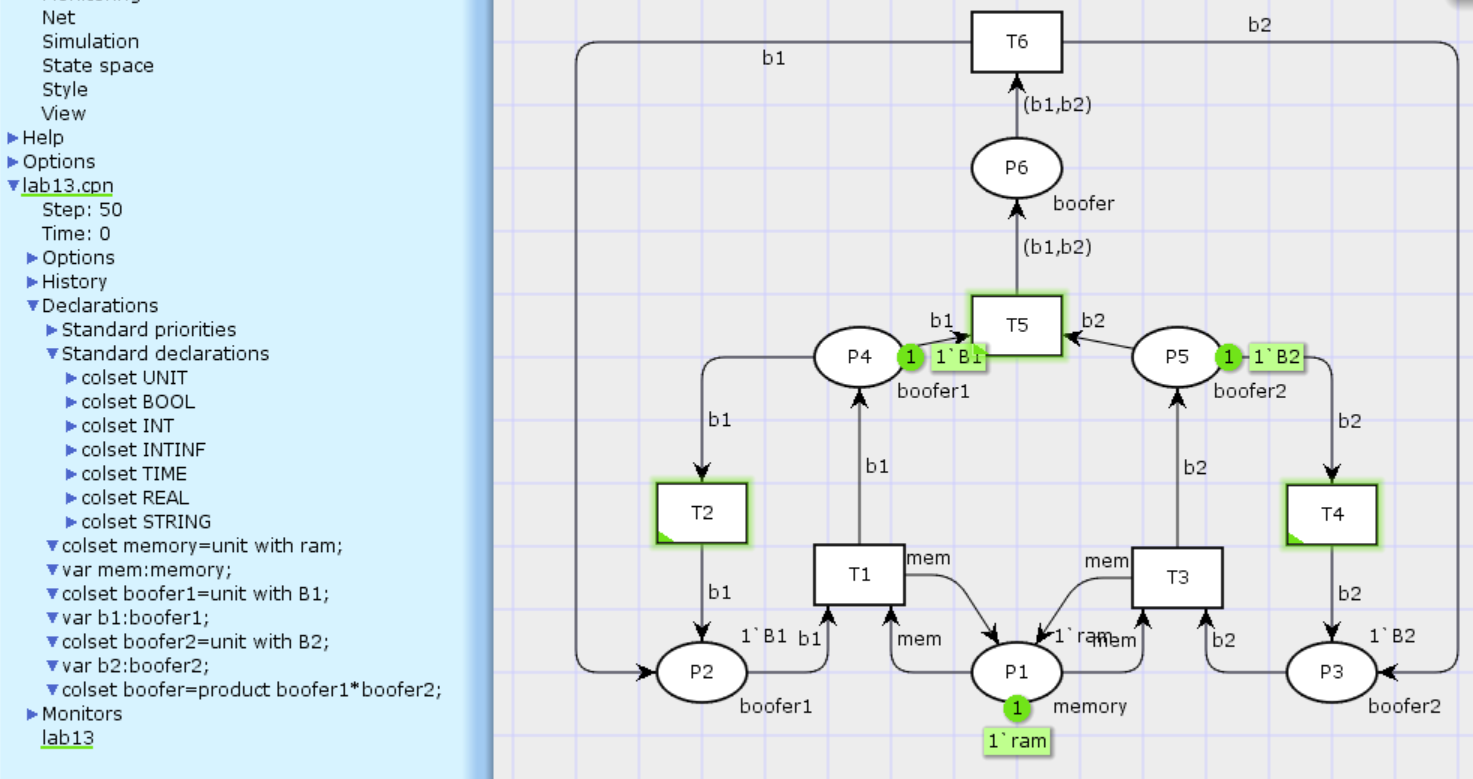 Net
Simulation
State space
Style
View
Help
Options
lab13.cpn
Step: 50
Time: 0
Options
History
Declarations
Standard priorities
Standard declarations
colset UNIT
colset BOOL
colset INT
colset INTINF
colset TIME
colset REAL
colset STRING
colset memory=unit with ram;
var mem:memory;
colset boofer1=unit with B1;
var b1:boofer1;
colset boofer2=unit with B2;
var b2:boofer2;
colset boofer=product boofer1*boofer2;
Monitors
lab13
T6
b1
b2
(b1,b2)
P6
boofer
(b1,b2)
T5
b1
b2
P4
1
1`B1
boofer1
P5
1
1`B2
boofer2
b1
b2
b1
b2
T2
T4
T1
mem
mem
T3
b1
b2
1`B1
b1
mem
1`ram
mem
b2
1`B2
P2
P1
P3
boofer1
1
memory
boofer2
1`ram